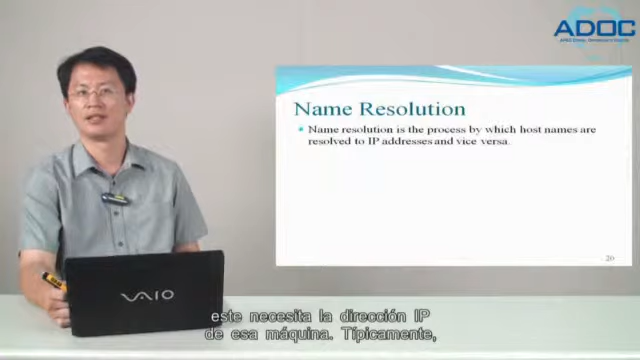 ADOC
Name Resolution
Name resolution is the process by which host names are
resolved to IP addresses and vice versa.
20
VAIO
este necesita la dirección IP
de esa máquina. Típicamente,